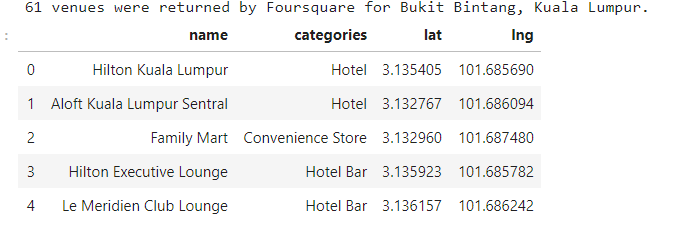 61 venues were returned by Foursquare for Bukit Bintang, Kuala Lumpur.
: name categories lat lng
0 Hilton Kuala Lumpur Hotel 3.135405 101.685690
1 Aloft Kuala Lumpur Sentral Hotel 3.132767 101.686094
2 Family Mart Convenience Store 3.132960 101.687480
3 Hilton Executive Lounge Hotel Bar 3.135923 101.685782
4 Le Meridien Club Lounge Hotel Bar 3.136157 101.686242